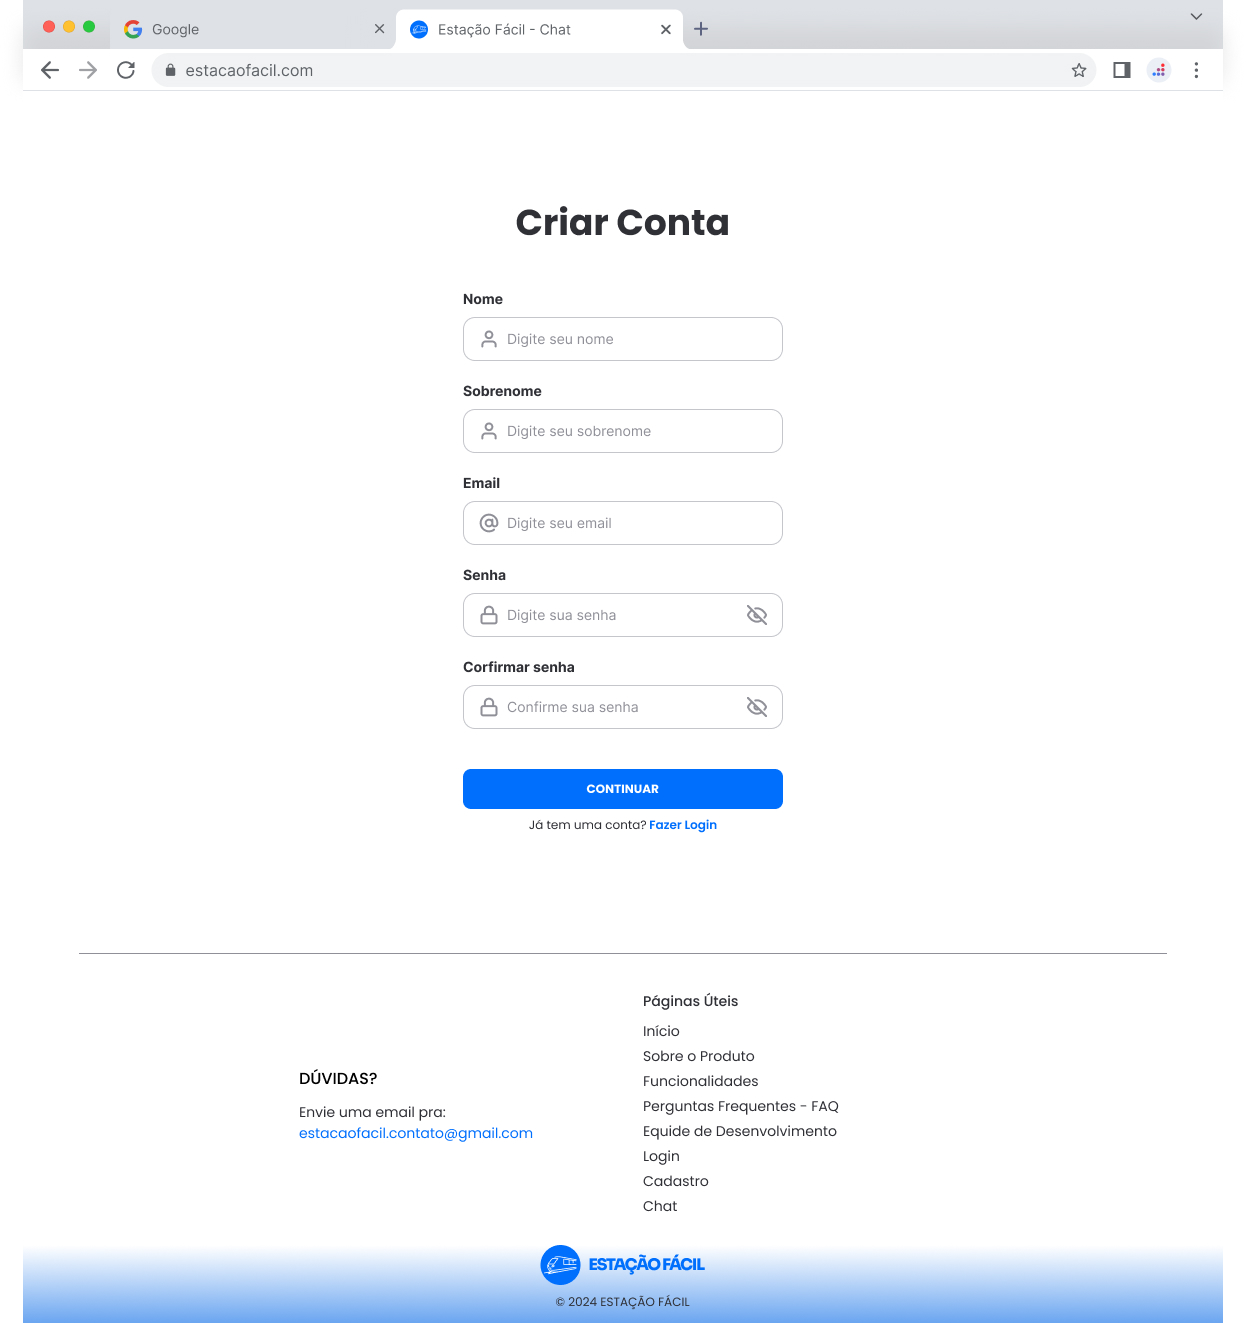 Google
Estação Fácil - Chat
estacaofacil.com
Criar Conta
Nome
Digite seu nome
Sobrenome
Digite seu sobrenome
Email
Digite seu email
Senha
Digite sua senha
Corfirmar senha
Confirme sua senha
CONTINUAR
Já tem uma conta? Fazer Login
DÚVIDAS?
Envie uma email pra:
estacaofacil.contato@gmail.com
Páginas Úteis
Início
Sobre o Produto
Funcionalidades
Perguntas Frequentes - FAQ
Equide de Desenvolvimento
Login
Cadastro
Chat
ESTAÇÃO FÁCIL
© 2024 ESTAÇÃO FÁCIL